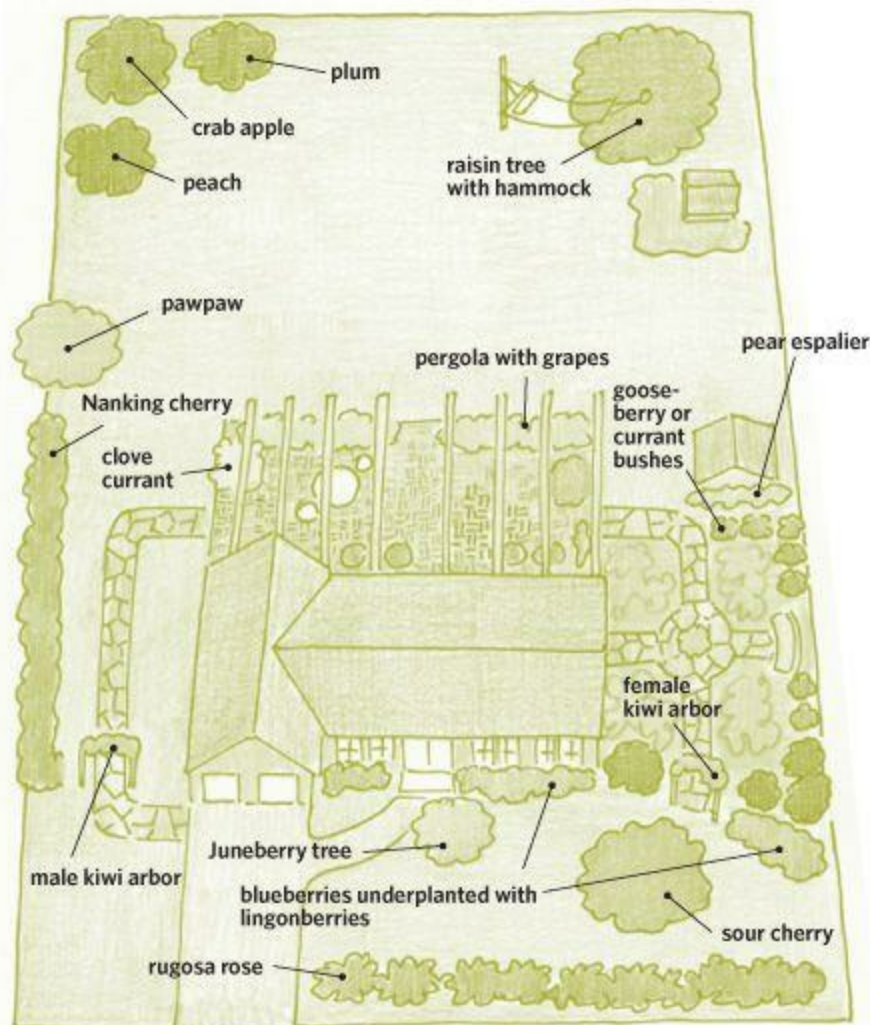 plum
crab apple
peach
raisin tree
with hammock
pawpaw
pear espalier
pergola with grapes
goose-
berry or
currant
bushes
Nanking cherry
clove
currant
female
kiwi arbor
Juneberry tree
male kiwi arbor
blueberries underplanted with
lingonberries
sour cherry
rugosa rose